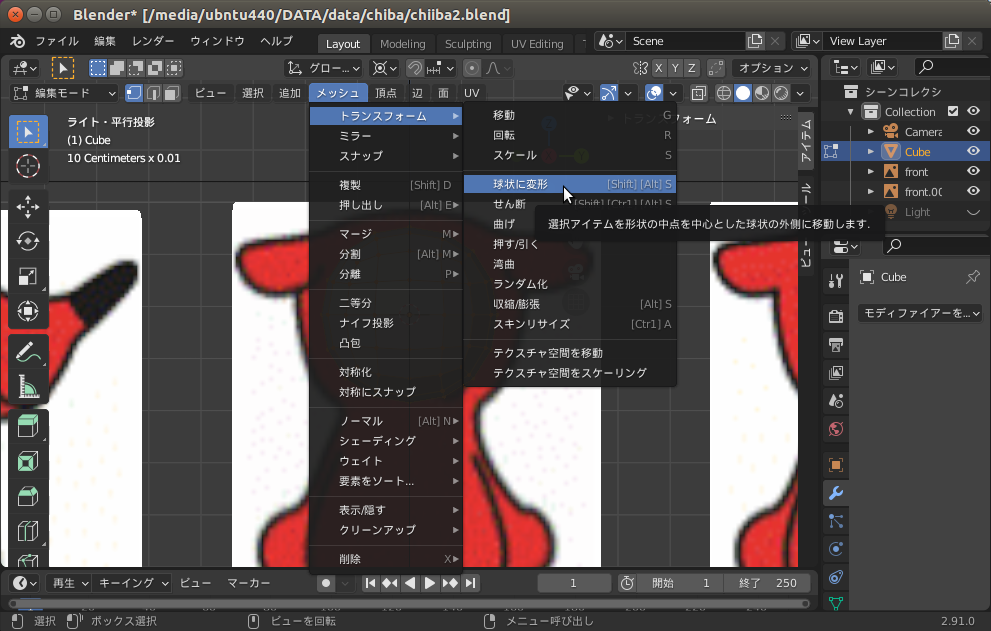 Blender* [/media/ubntu440/DATA/data/chiba/chiiba2.blend]
ファイル 編集 レンダー ウィンドウ ヘルプ Layout Modeling Sculpting UV Editing Scene View Layer
グロー... X Y Z オプション
編集モード ビュー 選択 追加 メッシュ 頂点 辺 面 UV
シーンコレクシ
Collection
Camera
Cube
front
front.00
Light
ライト・平行投影
(1) Cube
10 Centimeters x 0.01
トランスフォーム
ミラー
スナップ
複製 [Shift] D
押し出し [Alt] E
マージ M
分割 [Alt] M
分離 P
二等分
ナイフ投影
凸包
対称化
対称にスナップ
ノーマル [Alt] N
シェーディング
ウェイト
要素をソート...
表示/隠す
クリーンアップ
削除 X
移動 G
回転 R
スケール S
球状に変形 [Shift] [Alt] S
せん断 [Shift] [Ctrl] [Alt] S
曲げ
押す/引く
湾曲
ランダム化
収縮/膨張 [Alt] S
スキンリサイズ [Ctrl] A
テクスチャ空間を移動
テクスチャ空間をスケーリング
選択アイテムを形状の中点を中心とした球状の外側に移動します.
Cube
モディファイアーを...
再生 キーイング ビュー マーカー 1 開始 1 終了 250
選択 ボックス選択 ビューを回転 メニュー呼び出し 2.91.0